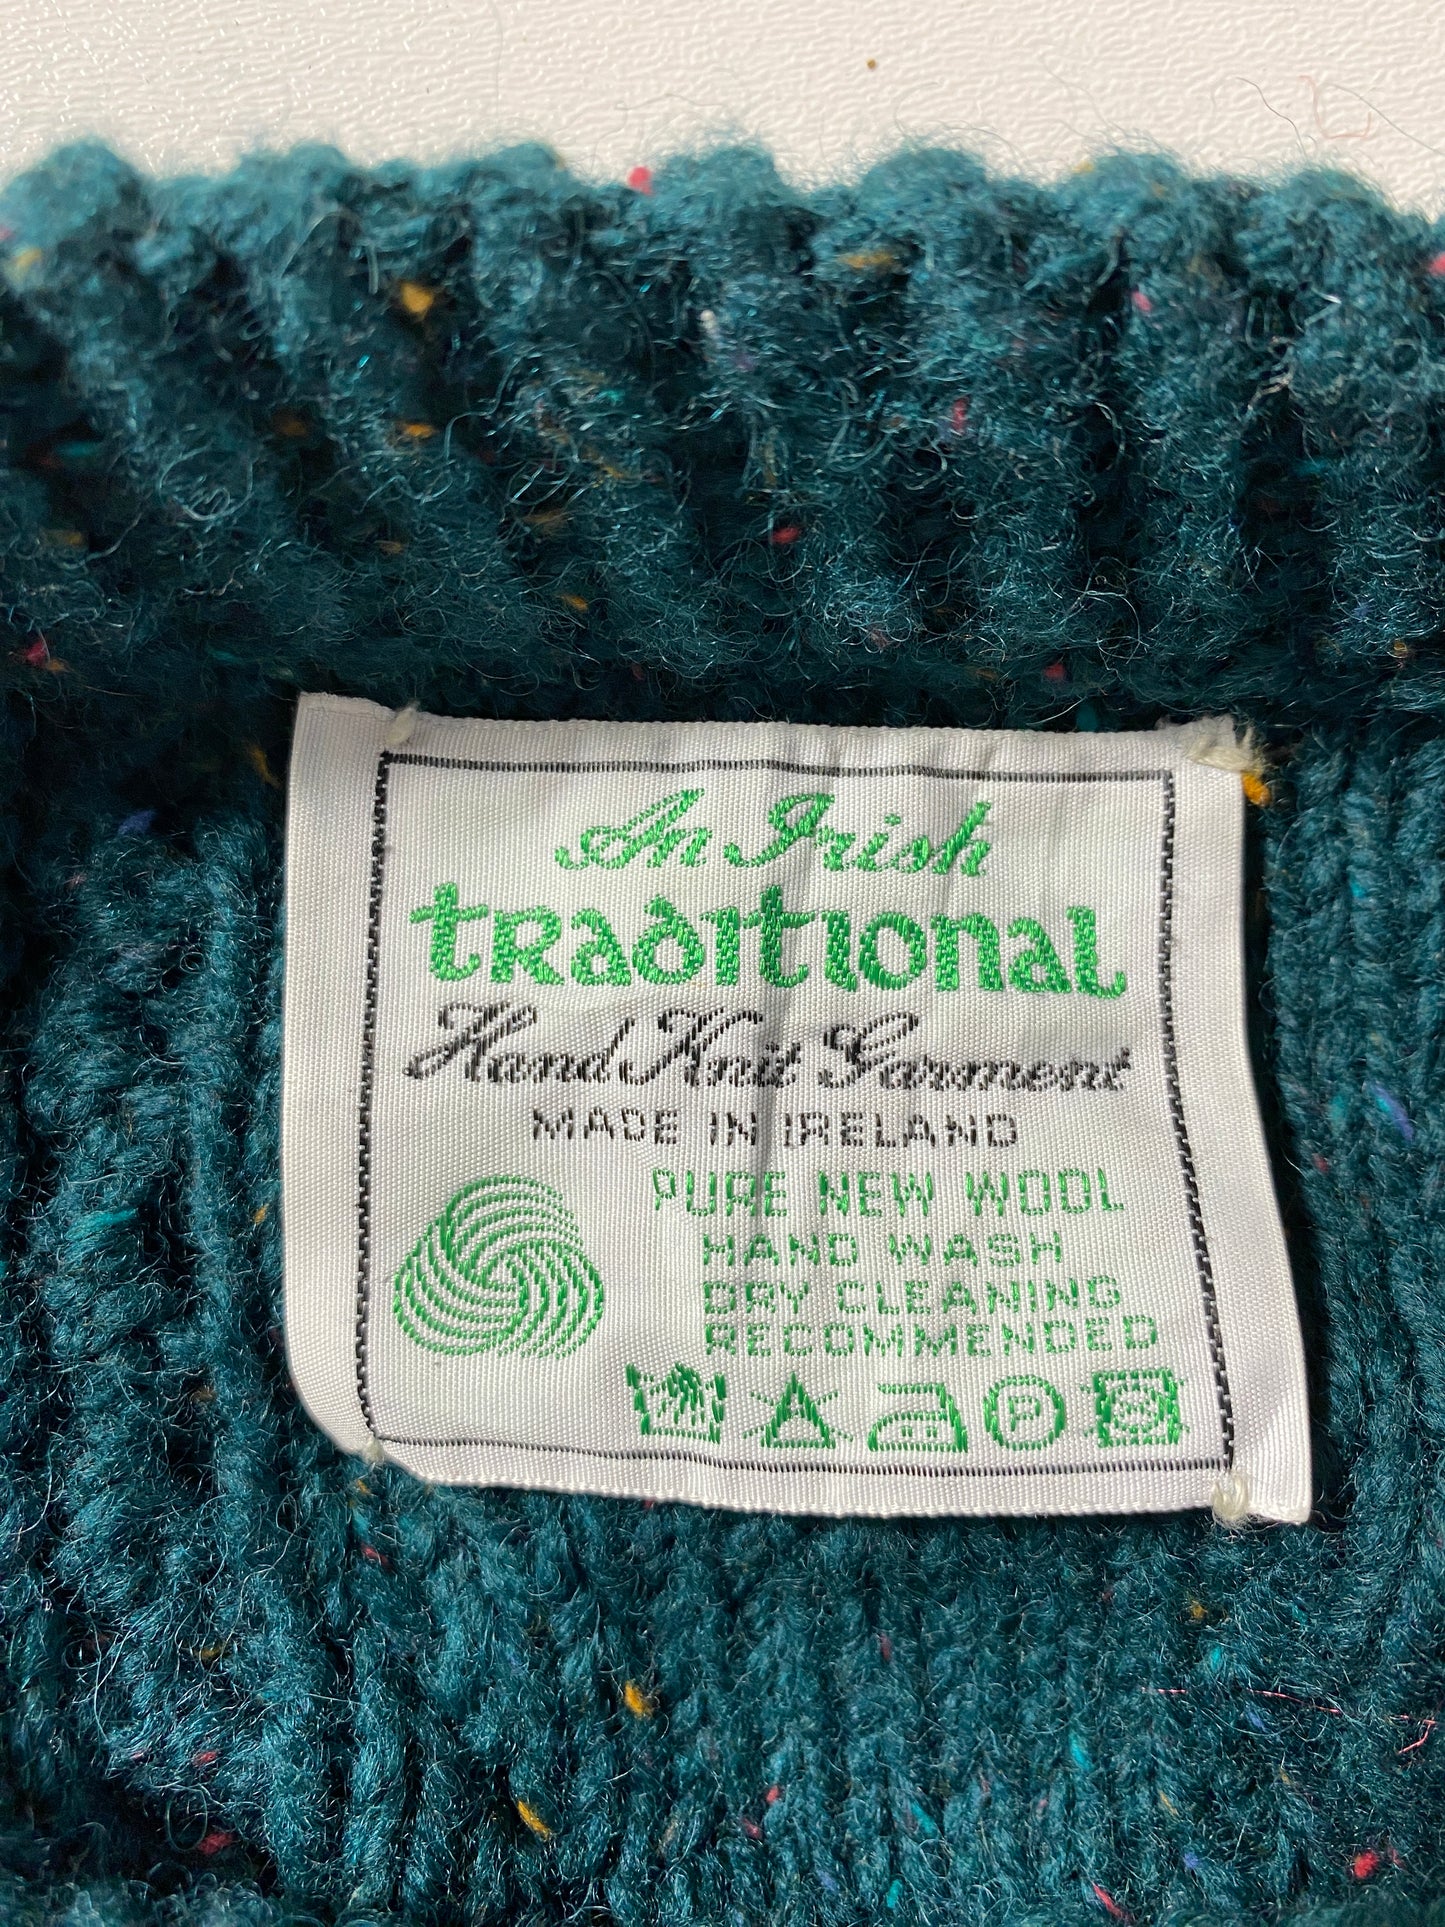 An Irish
traditional
Hand Knit Garment
MADE IN IRELAND
PURE NEW WOOL
HAND WASH
DRY CLEANING
RECOMMENDED
P